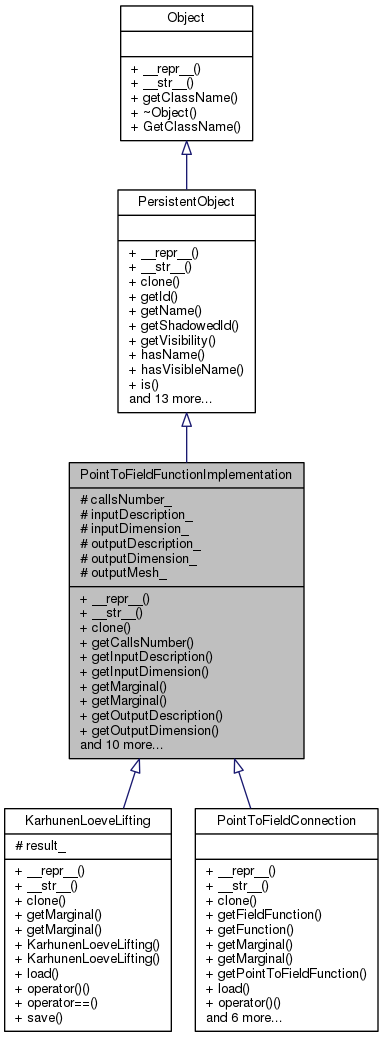 Object
+ __repr__()
+ __str__()
+ getClassName()
+ ~Object()
+ GetClassName()
PersistentObject
+ __repr__()
+ __str__()
+ clone()
+ getId()
+ getName()
+ getShadowedId()
+ getVisibility()
+ hasName()
+ hasVisibleName()
+ is()
and 13 more...
PointToFieldFunctionImplementation
# callsNumber_
# inputDescription_
# inputDimension_
# outputDescription_
# outputDimension_
# outputMesh_
+ __repr__()
+ __str__()
+ clone()
+ getCallsNumber()
+ getInputDescription()
+ getInputDimension()
+ getMarginal()
+ getMarginal()
+ getOutputDescription()
+ getOutputDimension()
and 10 more...
KarhunenLoeveLifting
# result_
+ __repr__()
+ __str__()
+ clone()
+ getMarginal()
+ getMarginal()
+ KarhunenLoeveLifting()
+ KarhunenLoeveLifting()
+ load()
+ operator()()
+ operator==()
+ save()
PointToFieldConnection
+ __repr__()
+ __str__()
+ clone()
+ getFieldFunction()
+ getFunction()
+ getMarginal()
+ getMarginal()
+ getPointToFieldFunction()
+ load()
+ operator()()
and 6 more...